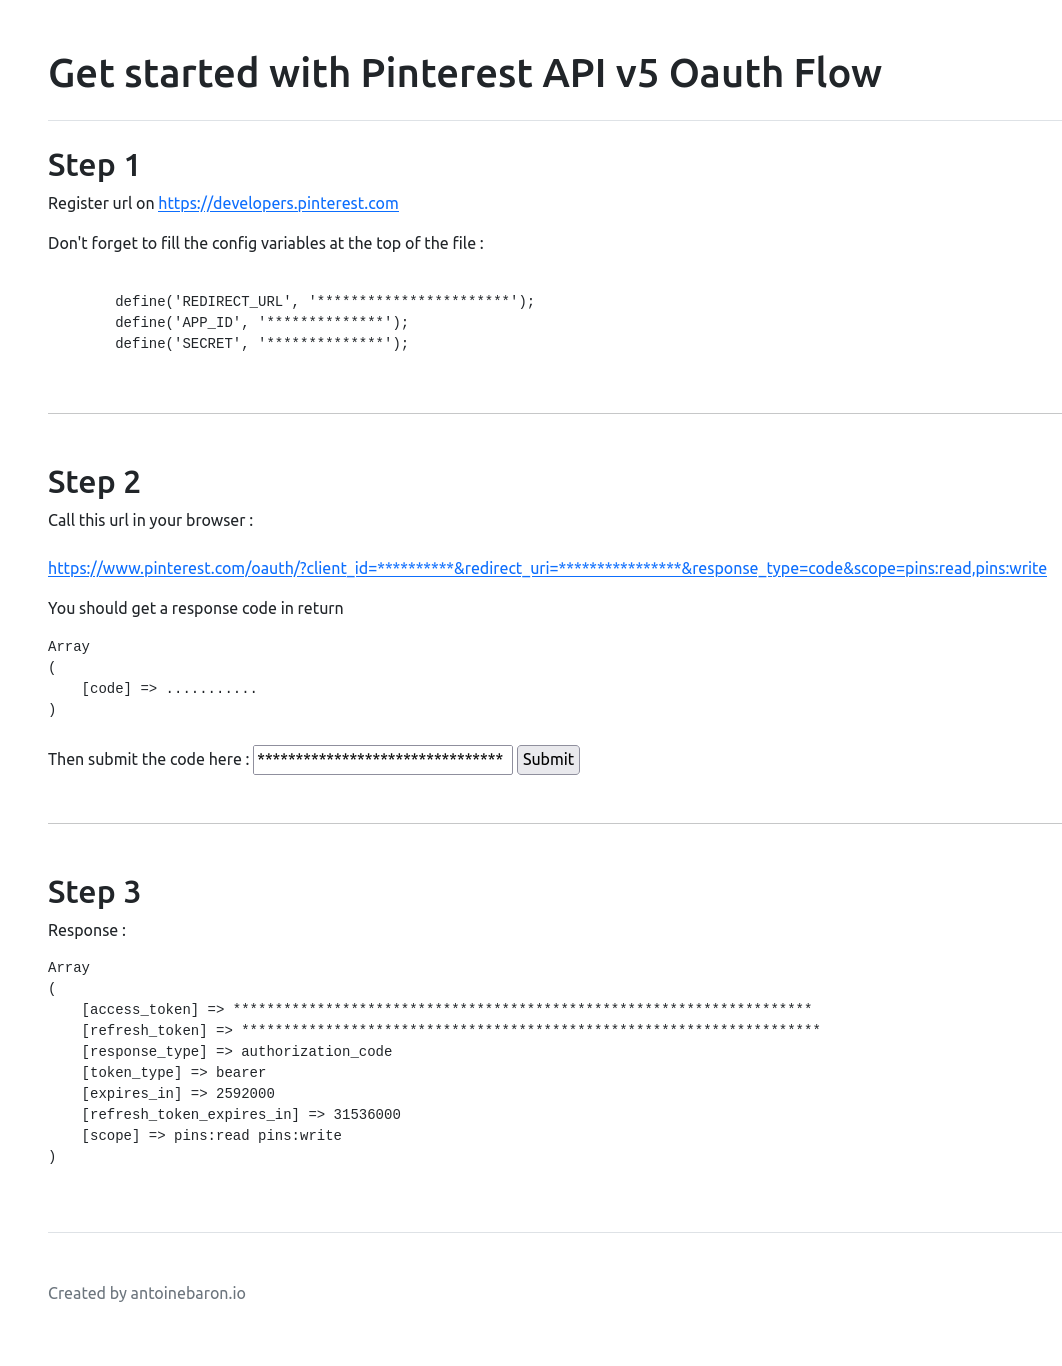 Get started with Pinterest API v5 Oauth Flow
Step 1
Register url on https://developers.pinterest.com
Don't forget to fill the config variables at the top of the file :
define('REDIRECT_URL', '***********************');
define('APP_ID', '**************');
define('SECRET', '**************');
Step 2
Call this url in your browser :
https://www.pinterest.com/oauth/?client_id=**********&redirect_uri=****************&response_type=code&scope=pins:read,pins:write
You should get a response code in return
Array
(
    [code] => ...........
)
Then submit the code here : ******************************** Submit
Step 3
Response :
Array
(
    [access_token] => *********************************************************************
    [refresh_token] => *********************************************************************
    [response_type] => authorization_code
    [token_type] => bearer
    [expires_in] => 2592000
    [refresh_token_expires_in] => 31536000
    [scope] => pins:read pins:write
)
Created by antoinebaron.io